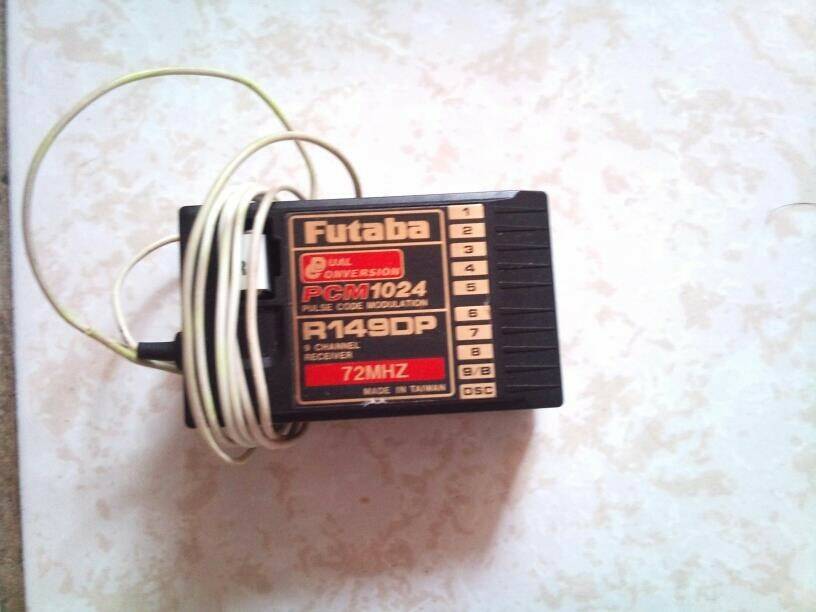 Futaba
DUAL
CONVERSION
PCM1024
PULSE CODE MODULATION
R149DP
9 CHANNEL
RECEIVER
72MHZ
MADE IN TAIWAN
1
2
3
4
5
6
7
8
9/B
DSC
R